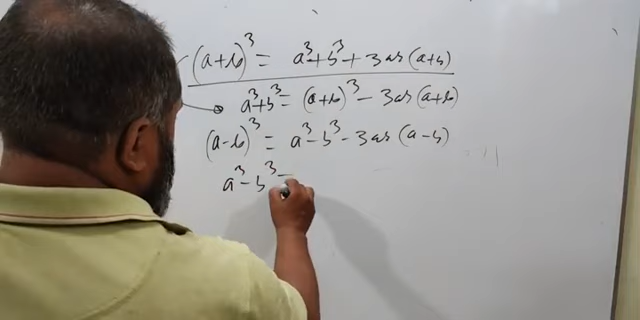 (a+b)³ = a³+b³+3ab(a+b)
a³+b³= (a+b)³ - 3ab(a+b)
(a-b)³ = a³-b³-3ab(a-b)
a³-b³=